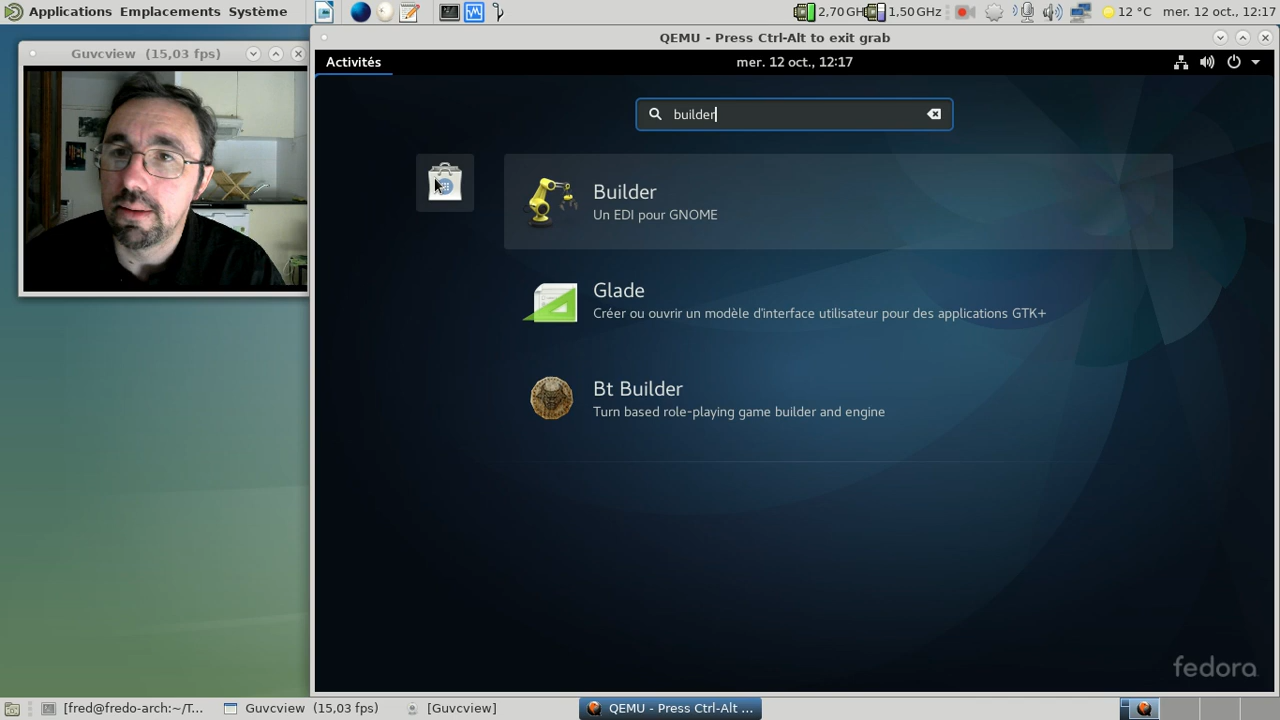 Applications Emplacements Système
2,70 GH 1,50 GHz 12 °C mer. 12 oct., 12:17
Guvcview (15,03 fps)
QEMU - Press Ctrl-Alt to exit grab
Activités
mer. 12 oct., 12:17
builder
Builder
Un EDI pour GNOME
Glade
Créer ou ouvrir un modèle d'interface utilisateur pour des applications GTK+
Bt Builder
Turn based role-playing game builder and engine
fedora
[fred@fredo-arch:~/T...
Guvcview (15,03 fps)
[Guvcview]
QEMU - Press Ctrl-Alt ...